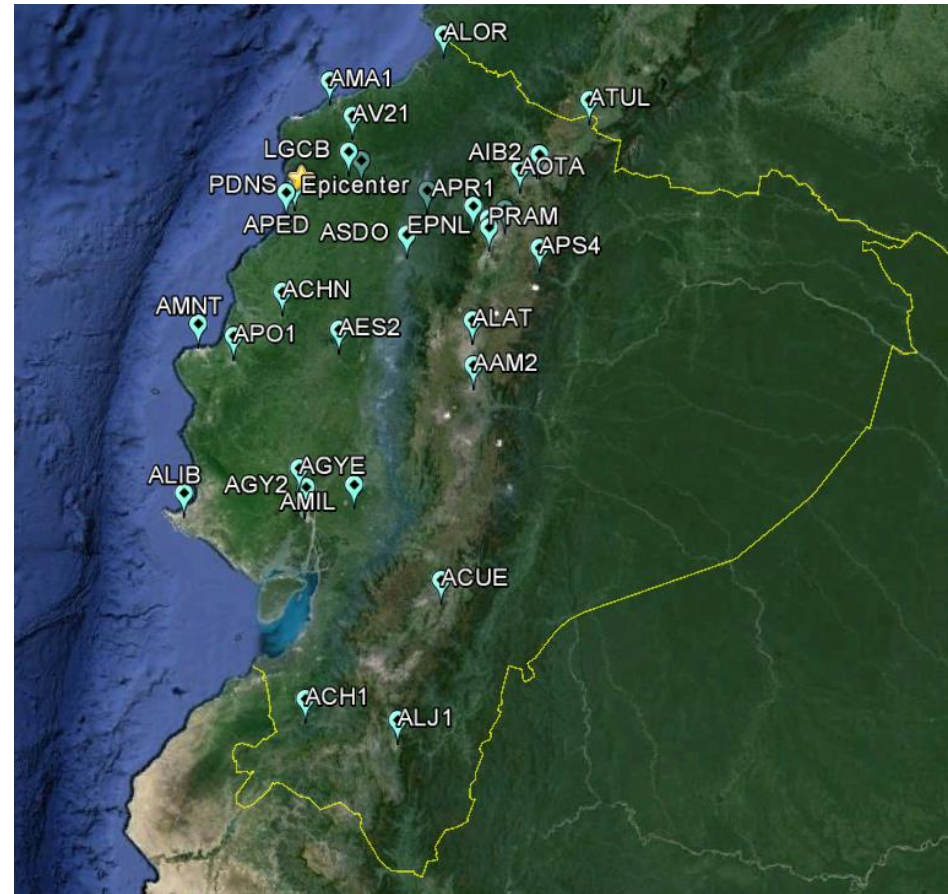 ALOR
AMA1
ATUL
AV21
LGCB
AIB2
AOTA
PDNS
Epicenter
APR1
APED
ASDO
EPNL
PRAM
APS4
ACHN
AMNT
APO1
AES2
ALAT
AAM2
ALIB
AGY2
AGYE
AMIL
ACUE
ACH1
ALJ1